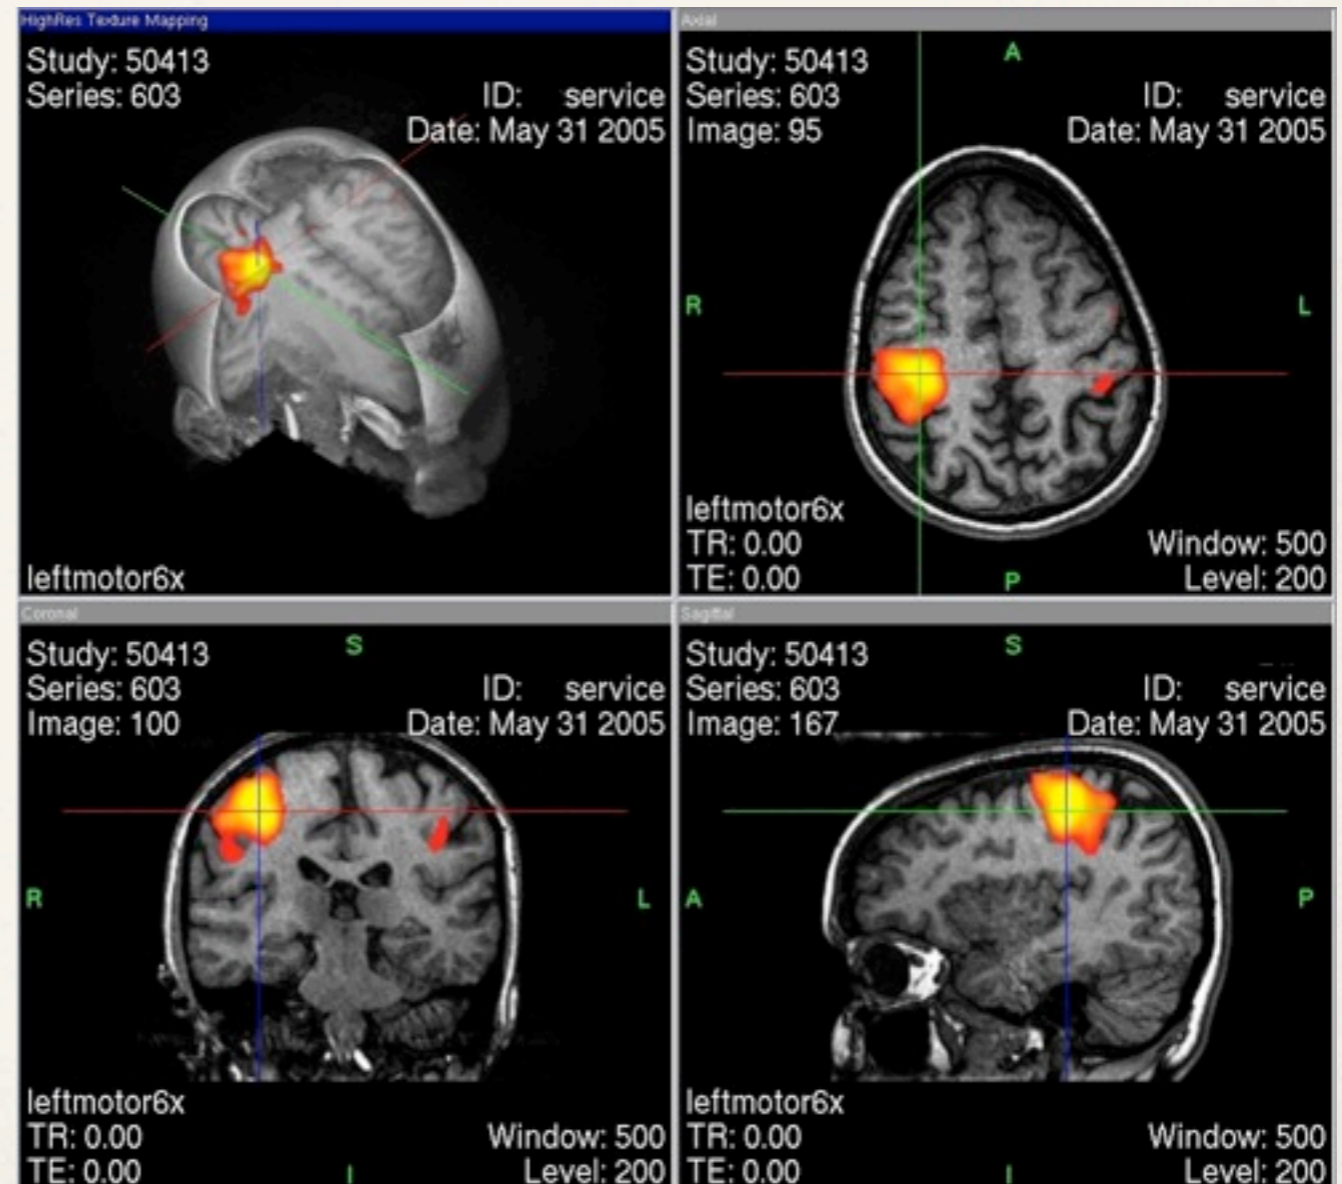 HighRes Texture Mapping
Study: 50413
Series: 603
ID: service
Date: May 31 2005
leftmotor6x
Axial
Study: 50413
Series: 603
Image: 95
ID: service
Date: May 31 2005
A
R
L
leftmotor6x
TR: 0.00
TE: 0.00
P
Window: 500
Level: 200
Coronal
Study: 50413
Series: 603
Image: 100
S
ID: service
Date: May 31 2005
R
L
leftmotor6x
TR: 0.00
TE: 0.00
I
Window: 500
Level: 200
Sagittal
Study: 50413
Series: 603
Image: 167
S
ID: service
Date: May 31 2005
A
P
leftmotor6x
TR: 0.00
TE: 0.00
I
Window: 500
Level: 200